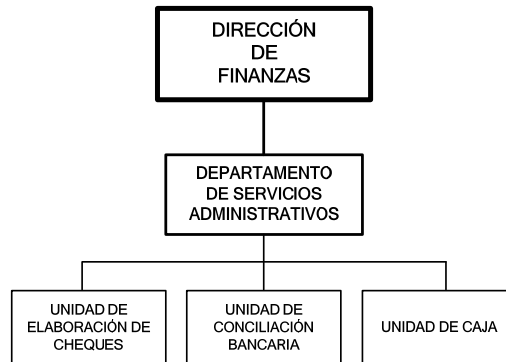 DIRECCIÓN
DE
FINANZAS
DEPARTAMENTO
DE SERVICIOS
ADMINISTRATIVOS
UNIDAD DE
ELABORACIÓN DE
CHEQUES
UNIDAD DE
CONCILIACIÓN
BANCARIA
UNIDAD DE CAJA